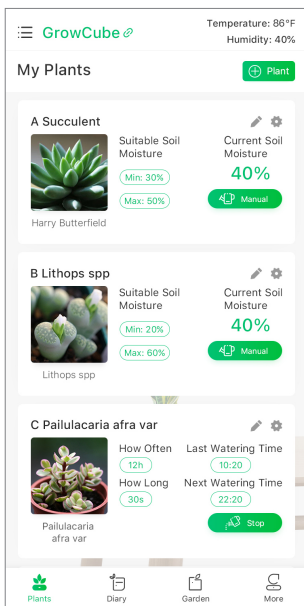 GrowCube
Temperature: 86°F
Humidity: 40%
My Plants
Plant
A Succulent
Suitable Soil
Moisture
Min: 30%
Max: 50%
Current Soil
Moisture
40%
Manual
Harry Butterfield
B Lithops spp
Suitable Soil
Moisture
Min: 20%
Max: 60%
Current Soil
Moisture
40%
Manual
Lithops spp
C Pailulacaria afra var
How Often
12h
Last Watering Time
10:20
How Long
30s
Next Watering Time
22:20
Stop
Pailulacaria
afra var
Plants
Diary
Garden
More